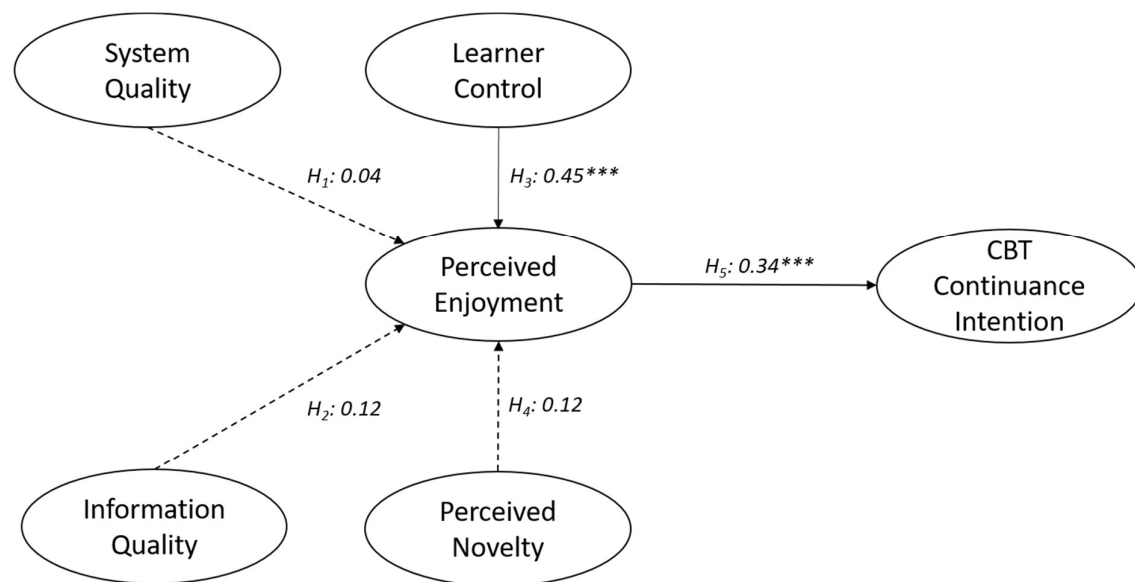 System
Quality
Learner
Control
H₁: 0.04
H₃: 0.45***
Perceived
Enjoyment
H₅: 0.34***
CBT
Continuance
Intention
H₂: 0.12
H₄: 0.12
Information
Quality
Perceived
Novelty